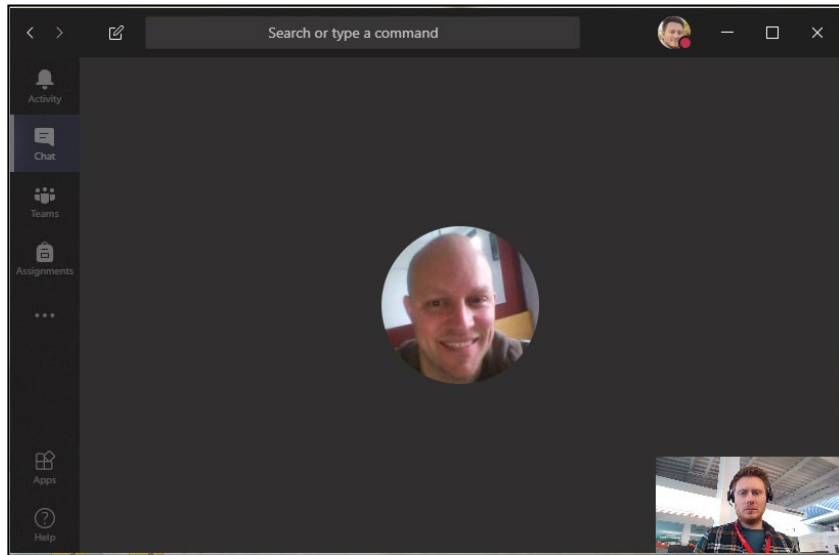 Search or type a command
Activity
Chat
Teams
Assignments
Apps
Help